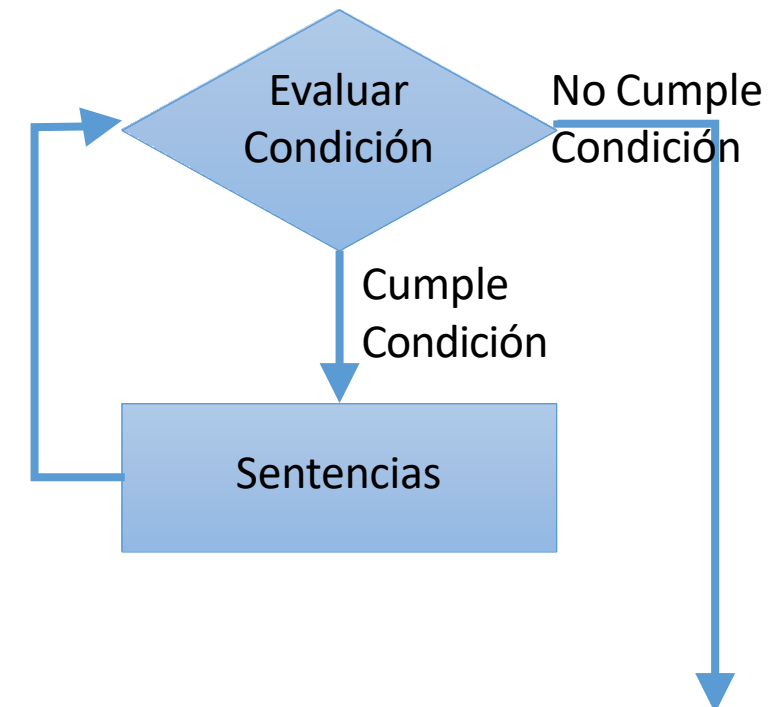 Evaluar
Condición
No Cumple
Condición
Cumple
Condición
Sentencias